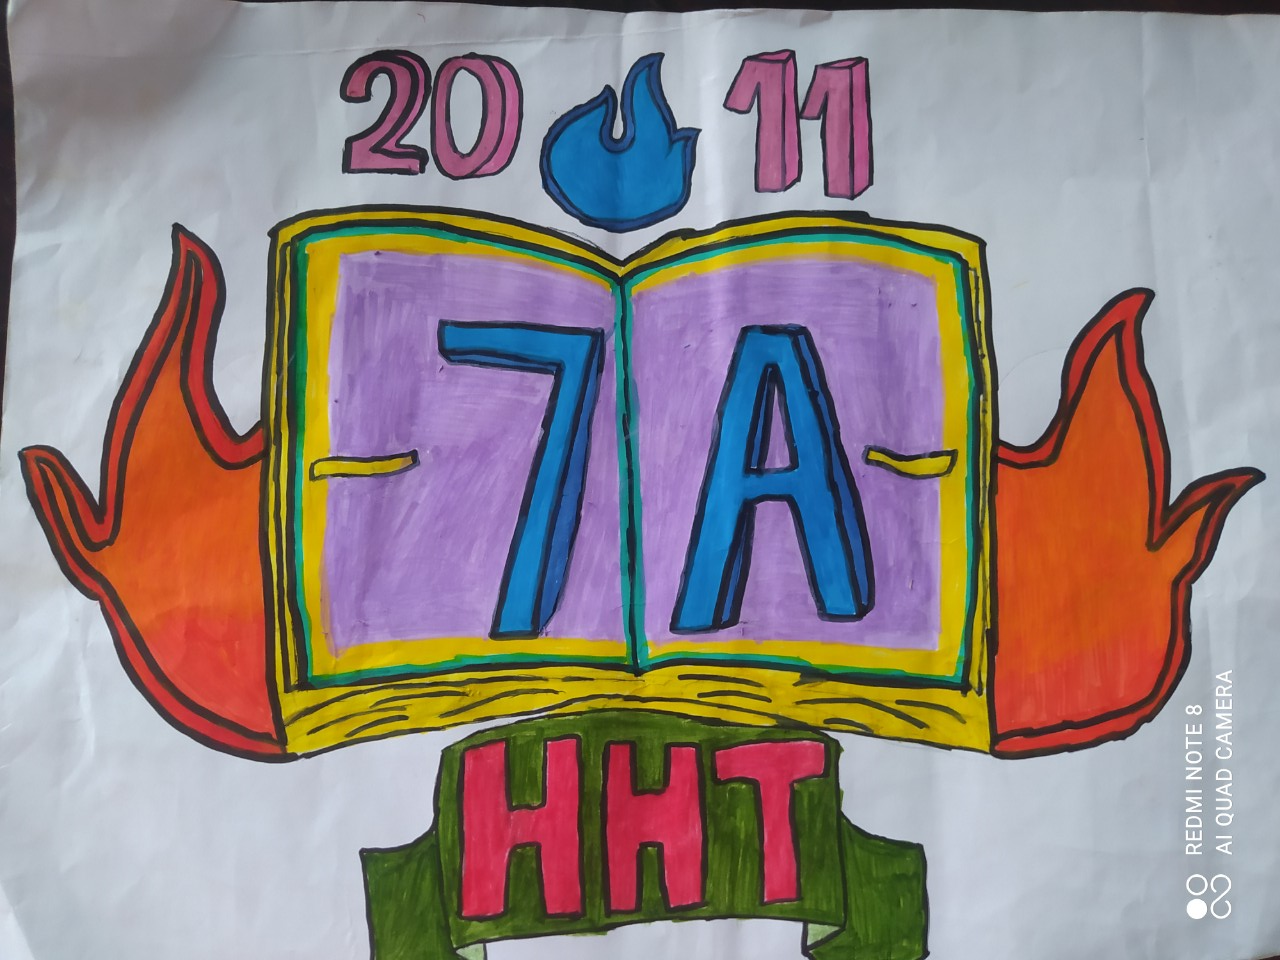 2011
7A
HHT
REDMI NOTE 8
AI QUAD CAMERA